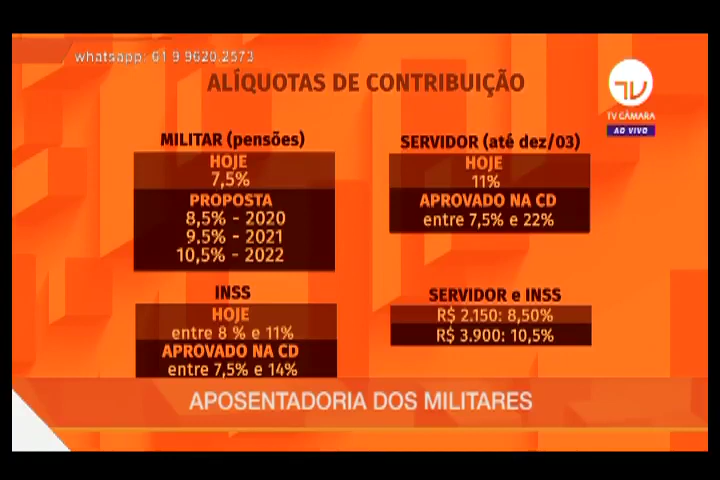 whatsapp: 61 9 9620.2573
ALÍQUOTAS DE CONTRIBUIÇÃO
TV CÂMARA
AO VIVO
MILITAR (pensões)
HOJE
7,5%
PROPOSTA
8,5% - 2020
9.5% - 2021
10,5% - 2022
SERVIDOR (até dez/03)
HOJE
11%
APROVADO NA CD
entre 7,5% e 22%
INSS
HOJE
entre 8 % e 11%
APROVADO NA CD
entre 7,5% e 14%
SERVIDOR e INSS
R$ 2.150: 8,50%
R$ 3.900: 10,5%
APOSENTADORIA DOS MILITARES